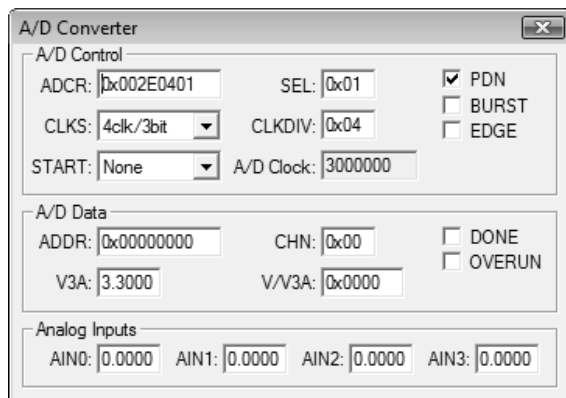 A/D Converter
A/D Control
ADCR: 0x002E0401 SEL: 0x01 PDN
BURST
CLKS: 4clk/3bit CLKDIV: 0x04 EDGE
START: None A/D Clock: 3000000
A/D Data
ADDR: 0x00000000 CHN: 0x00 DONE
OVERUN
V3A: 3.3000 V/V3A: 0x0000
Analog Inputs
AIN0: 0.0000 AIN1: 0.0000 AIN2: 0.0000 AIN3: 0.0000